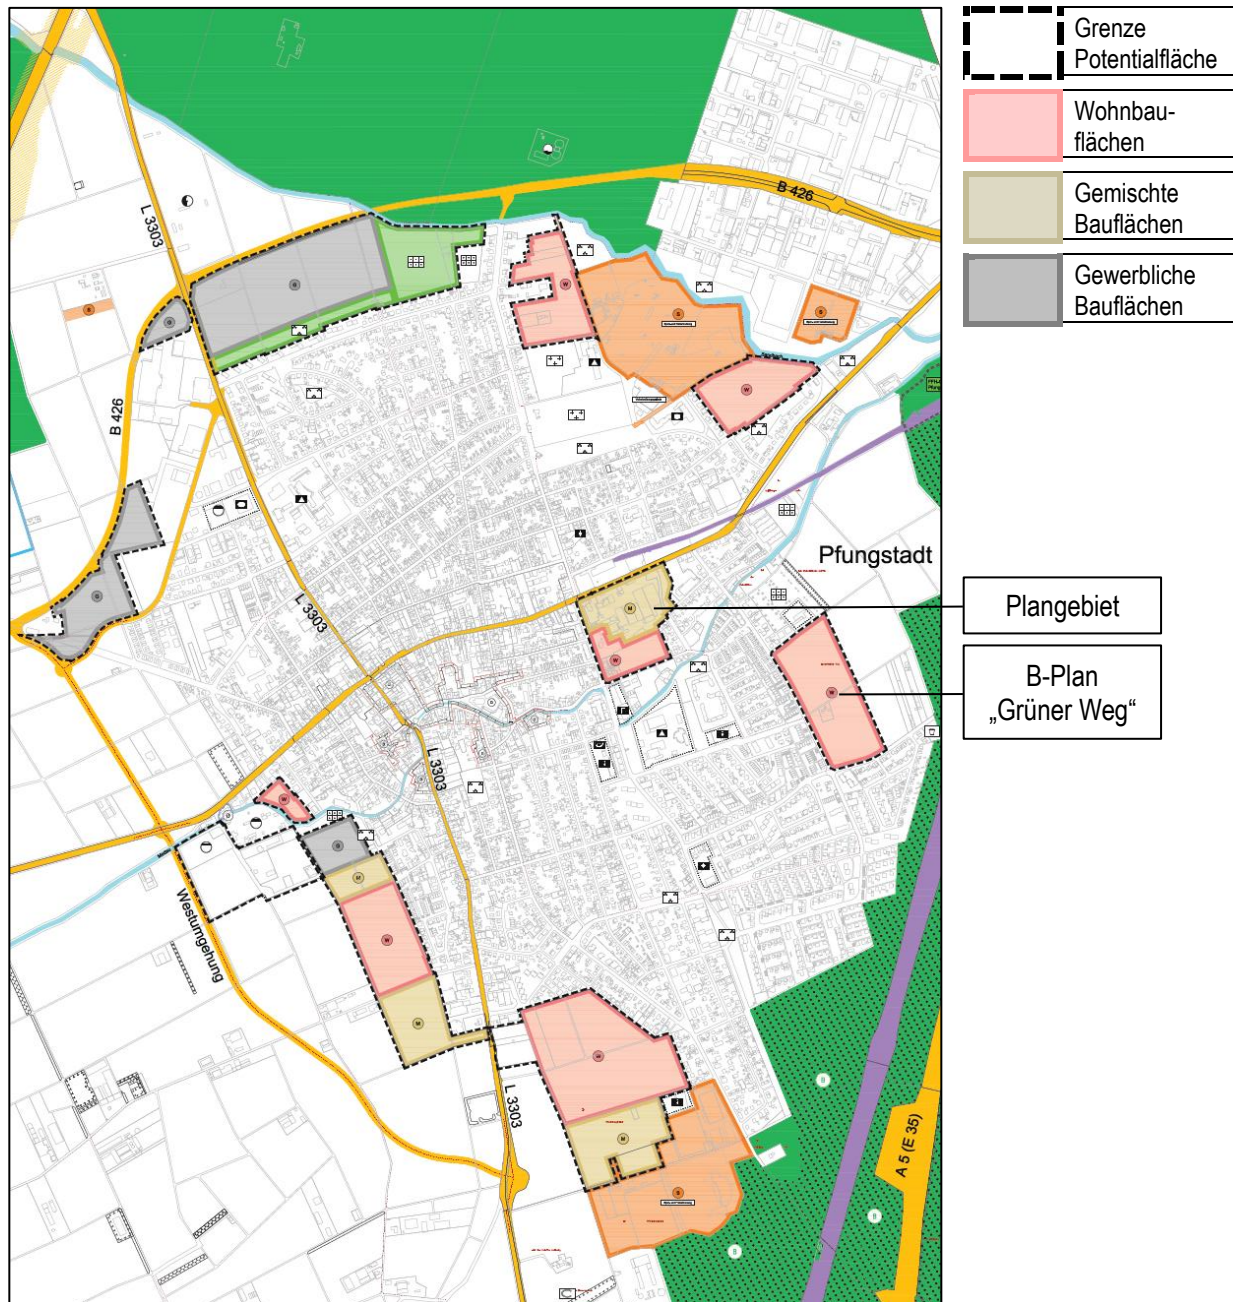 Grenze
Potentialfläche
Wohnbau-
flächen
Gemischte
Bauflächen
Gewerbliche
Bauflächen
B 426
L 3303
B 426
L 3303
Pfungstadt
Plangebiet
B-Plan
„Grüner Weg“
L 3303
Westumgehung
L 3303
A 5 (E 35)
G
G
G
G
G
W
W
W
W
W
W
W
M
M
M
S
S
S